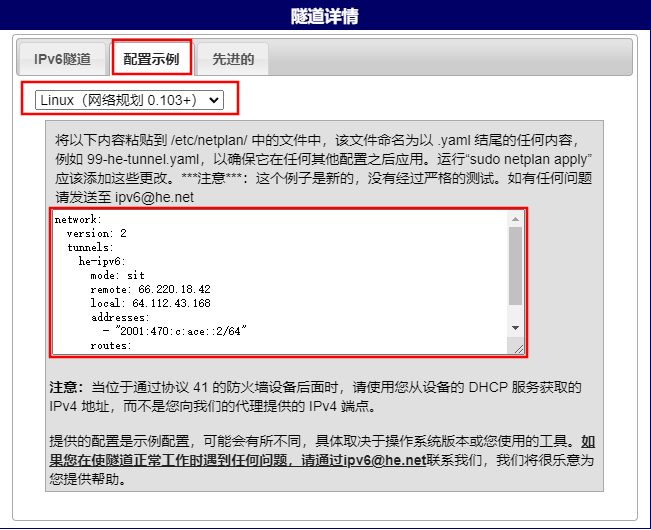 隧道详情
IPv6隧道 配置示例 先进的
Linux（网络规划 0.103+）
将以下内容粘贴到 /etc/netplan/ 中的文件中，该文件命名为以 .yaml 结尾的任何内容，
例如 99-he-tunnel.yaml，以确保它在任何其他配置之后应用。运行“sudo netplan apply”
应该添加这些更改。***注意***：这个例子是新的，没有经过严格的测试。如有任何问题
请发送至 ipv6@he.net
network:
  version: 2
  tunnels:
    he-ipv6:
      mode: sit
      remote: 66.220.18.42
      local: 64.112.43.168
      addresses:
        - "2001:470:c:ace::2/64"
      routes:
注意：当位于通过协议 41 的防火墙设备后面时，请使用您从设备的 DHCP 服务获取的
IPv4 地址，而不是您向我们的代理提供的 IPv4 端点。
提供的配置是示例配置，可能会有所不同，具体取决于操作系统版本或您使用的工具。如
果您在使隧道正常工作时遇到任何问题，请通过ipv6@he.net联系我们，我们将很乐意为
您提供帮助。